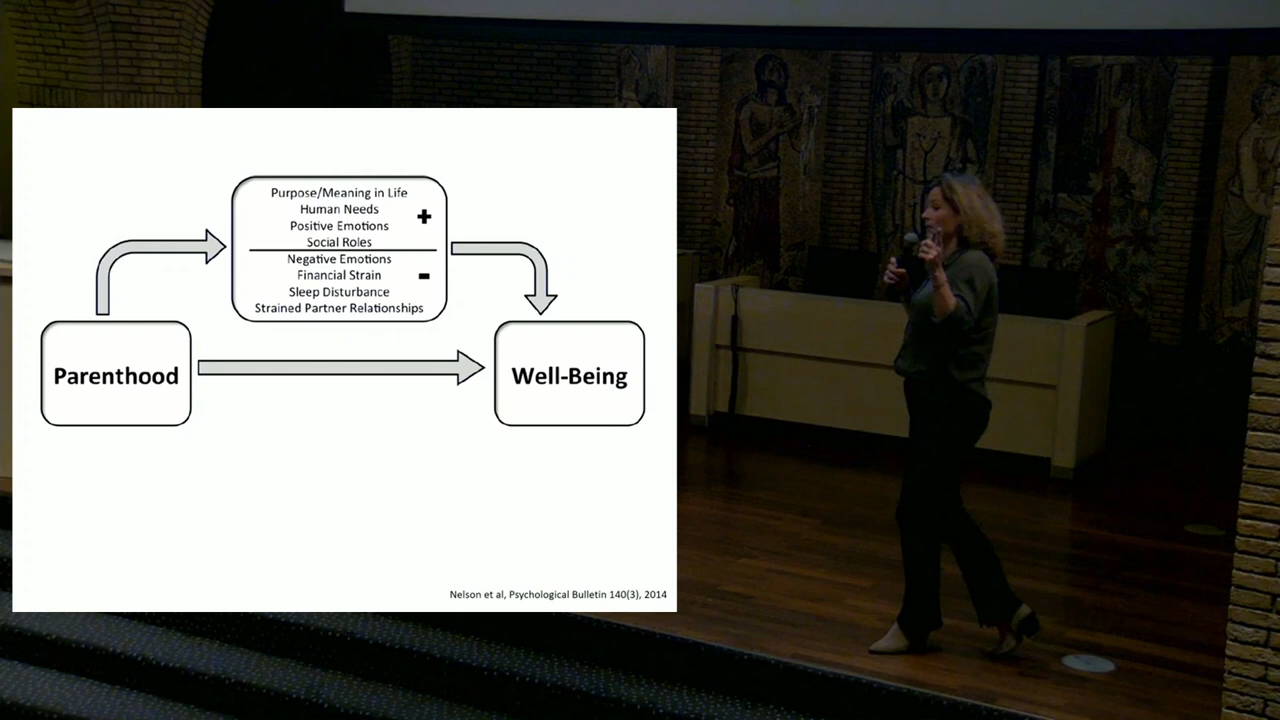 Purpose/Meaning in Life
Human Needs
Positive Emotions
Social Roles
+
Negative Emotions
Financial Strain
Sleep Disturbance
Strained Partner Relationships
-
Parenthood
Well-Being
Nelson et al, Psychological Bulletin 140(3), 2014